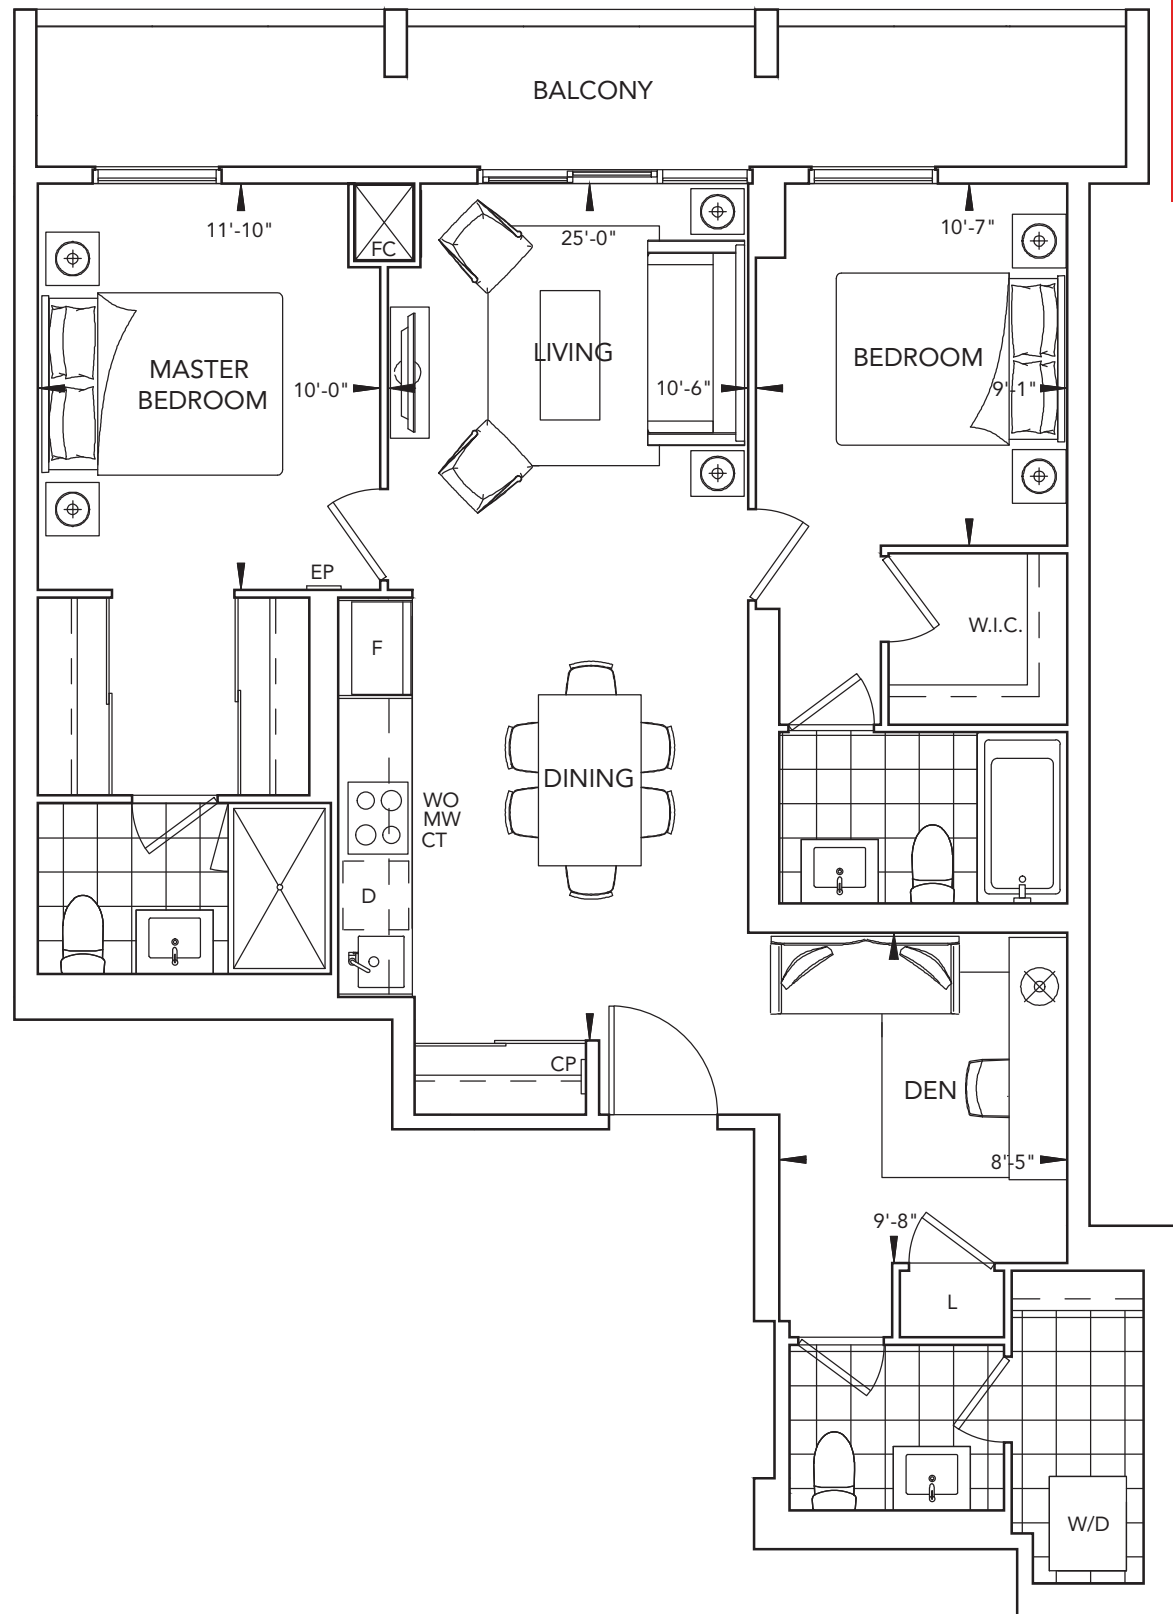 BALCONY
11'-10"
FC
25'-0"
10'-7"
MASTER
BEDROOM
10'-0"
LIVING
10'-6"
BEDROOM
9'-1"
EP
F
W.I.C.
DINING
WO
MW
CT
D
CP
DEN
8'-5"
9'-8"
L
W/D